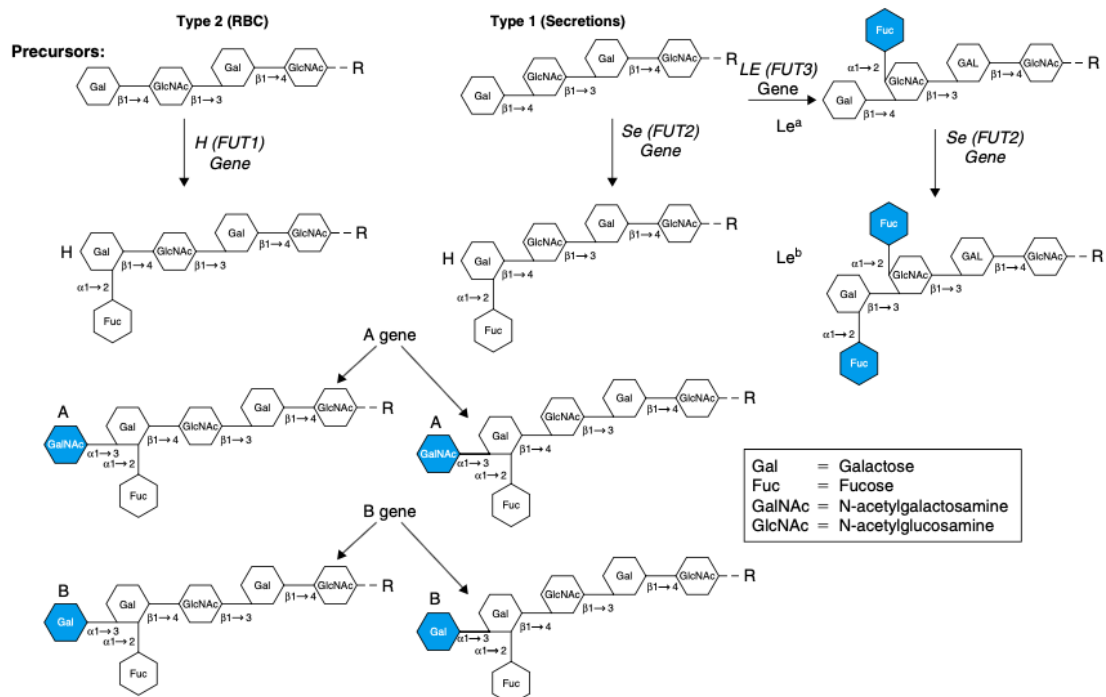 Type 2 (RBC)
Type 1 (Secretions)
Precursors:
Gal
β1→4
GlcNAc
β1→3
Gal
β1→4
GlcNAc
R
Gal
β1→4
GlcNAc
β1→3
Gal
β1→4
GlcNAc
R
LE (FUT3)
Gene
Leᵃ
Fuc
α1→2
Gal
β1→4
GlcNAc
β1→3
GAL
β1→4
GlcNAc
R
H (FUT1)
Gene
Se (FUT2)
Gene
Se (FUT2)
Gene
H
Gal
β1→4
GlcNAc
β1→3
Gal
β1→4
GlcNAc
R
α1→2
Fuc
H
Gal
β1→4
GlcNAc
β1→3
Gal
β1→4
GlcNAc
R
α1→2
Fuc
Leᵇ
Fuc
α1→2
Gal
β1→3
GlcNAc
β1→3
GAL
β1→4
GlcNAc
R
α1→2
Fuc
A gene
A
GalNAc
α1→3
Gal
β1→4
GlcNAc
β1→3
Gal
β1→4
GlcNAc
R
α1→2
Fuc
A
GalNAc
α1→3
Gal
β1→4
GlcNAc
β1→3
Gal
β1→4
GlcNAc
R
α1→2
Fuc
Gal = Galactose
Fuc = Fucose
GalNAc = N-acetylgalactosamine
GlcNAc = N-acetylglucosamine
B gene
B
Gal
α1→3
Gal
β1→4
GlcNAc
β1→3
Gal
β1→4
GlcNAc
R
α1→2
Fuc
B
Gal
α1→3
Gal
β1→4
GlcNAc
β1→3
Gal
β1→4
GlcNAc
R
α1→2
Fuc